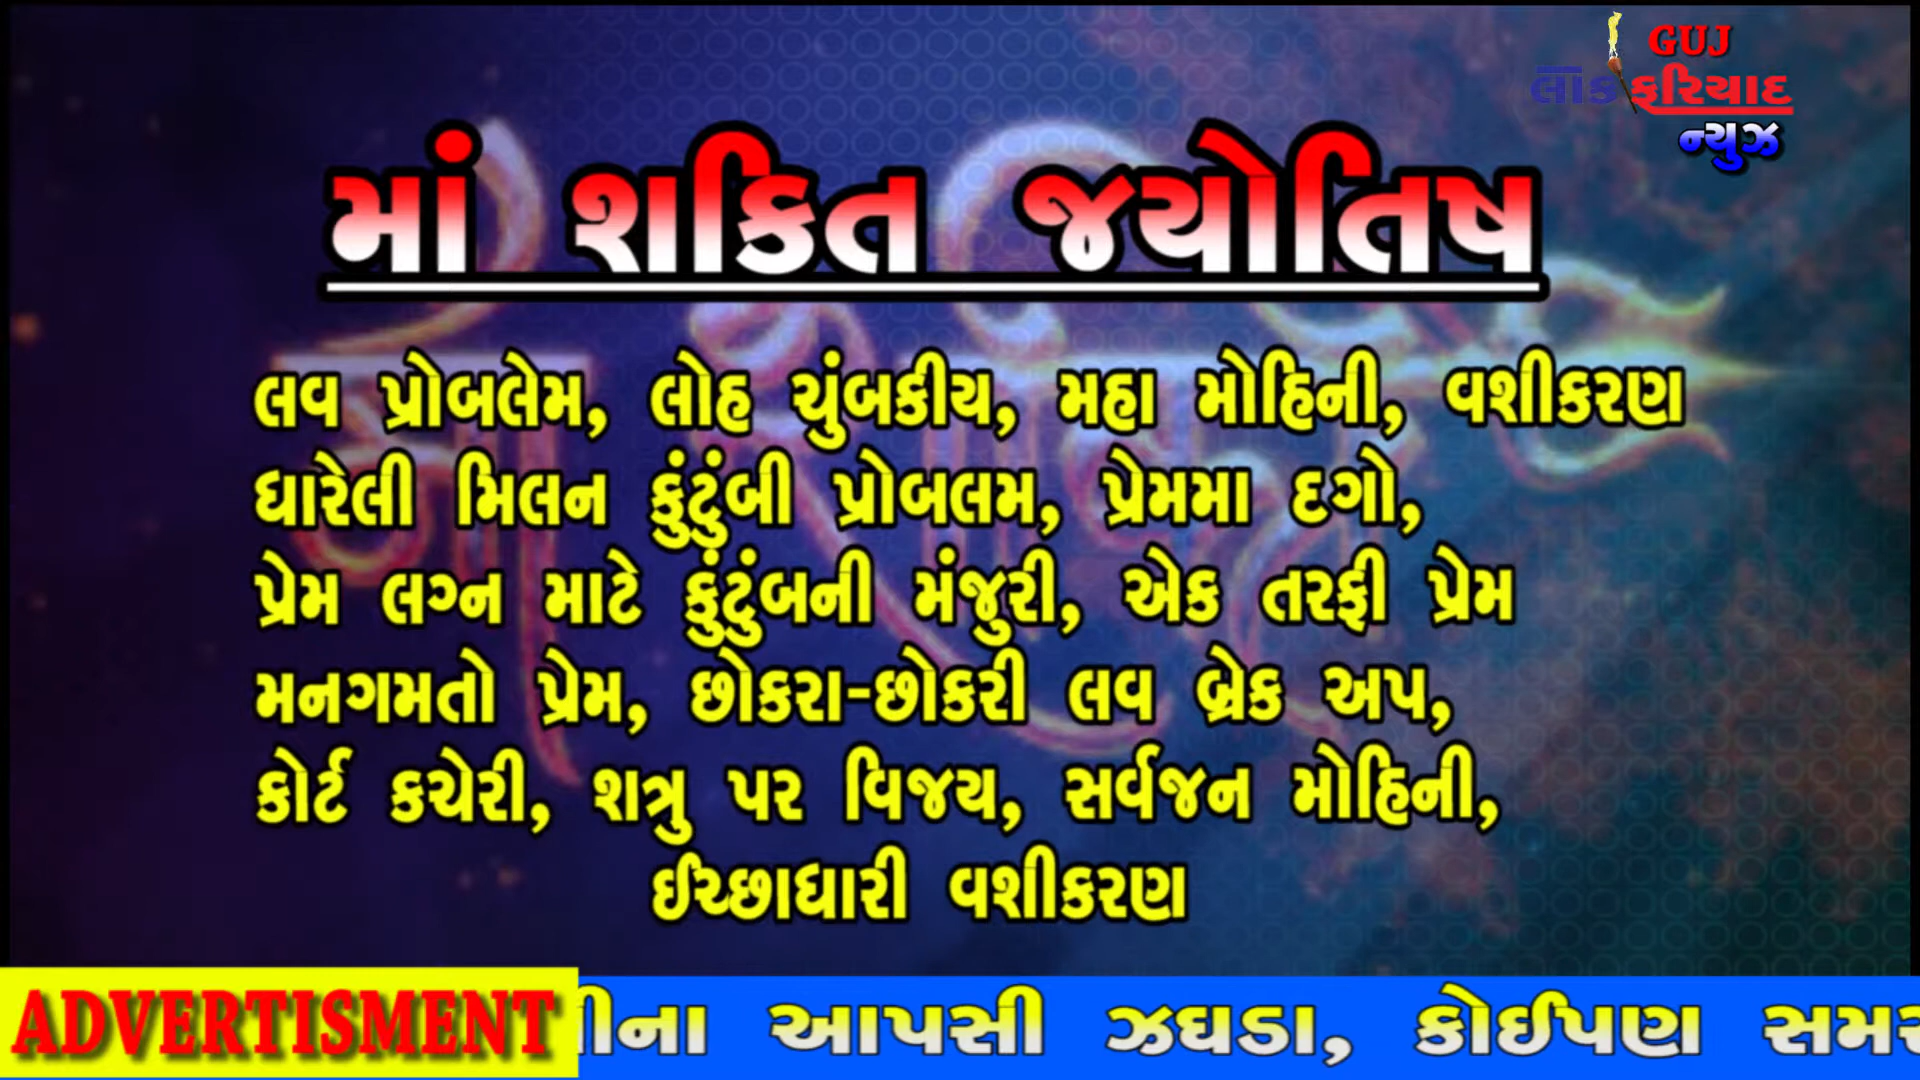 GUJ
લોક ફરિયાદ
ન્યુઝ
માં શકિત જયોતિષ
લવ પ્રોબલેમ, લોહ ચુંબકીય, મહા મોહિની, વશીકરણ
ધારેલી મિલન કુંટુંબી પ્રોબલમ, પ્રેમમા દગો,
પ્રેમ લગ્ન માટે કુંટુંબની મંજુરી, એક તરફી પ્રેમ
મનગમતો પ્રેમ, છોકરા-છોકરી લવ બ્રેક અપ,
કોર્ટ કચેરી, શત્રુ પર વિજય, સર્વજન મોહિની,
ઈચ્છાધારી વશીકરણ
ADVERTISMENT આપસી ઝઘડા, કોઈપણ